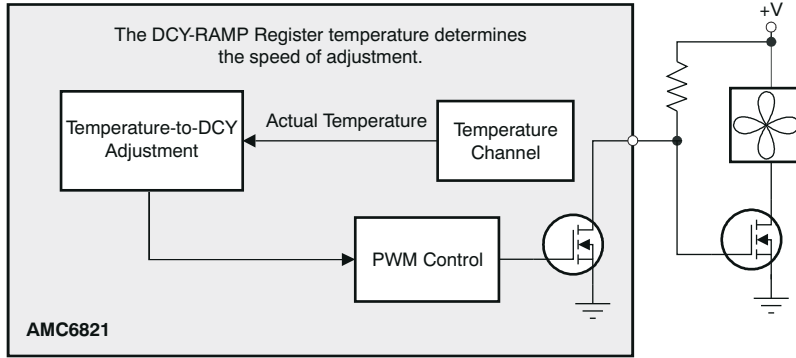 The DCY-RAMP Register temperature determines
the speed of adjustment.
+V
Temperature-to-DCY
Adjustment
Actual Temperature
Temperature
Channel
PWM Control
AMC6821